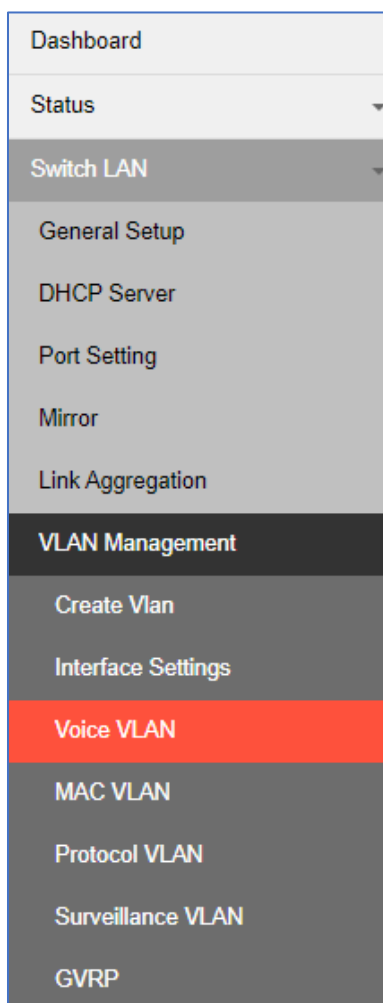 Dashboard
Status
Switch LAN
General Setup
DHCP Server
Port Setting
Mirror
Link Aggregation
VLAN Management
Create Vlan
Interface Settings
Voice VLAN
MAC VLAN
Protocol VLAN
Surveillance VLAN
GVRP